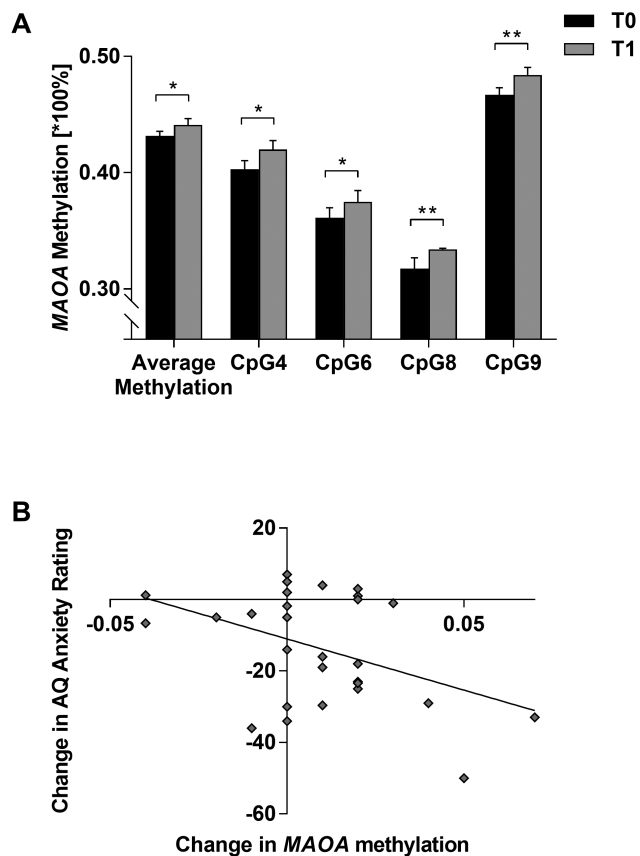 A
T0
T1
MAOA Methylation [*100%]
0.50
0.40
0.30
*
*
*
**
**
Average
Methylation
CpG4
CpG6
CpG8
CpG9
B
Change in AQ Anxiety Rating
20
-0.05
0.05
-20
-40
-60
Change in MAOA methylation